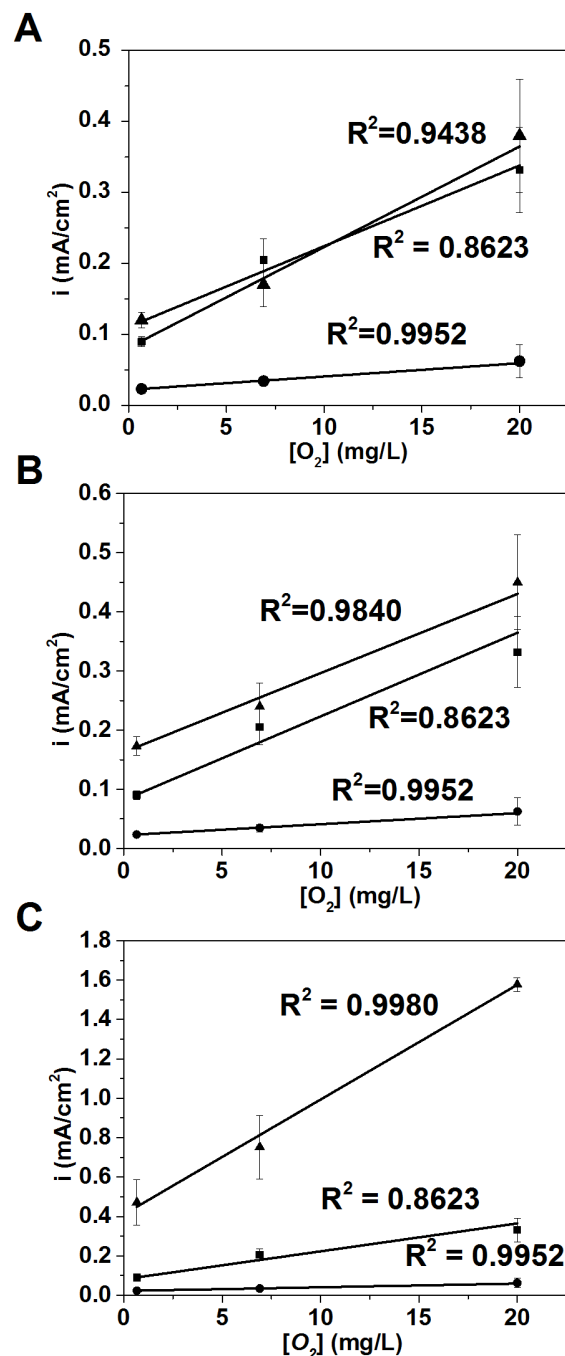 A
0.5
0.4
0.3
0.2
0.1
0.0
i (mA/cm²)
R²=0.9438
R² = 0.8623
R²=0.9952
0 5 10 15 20
[O₂] (mg/L)
B
0.6
0.5
0.4
0.3
0.2
0.1
0.0
i (mA/cm²)
R²=0.9840
R²=0.8623
R²=0.9952
0 5 10 15 20
[O₂] (mg/L)
C
1.8
1.6
1.4
1.2
1.0
0.8
0.6
0.4
0.2
0.0
i (mA/cm²)
R² = 0.9980
R² = 0.8623
R² = 0.9952
0 5 10 15 20
[O₂] (mg/L)